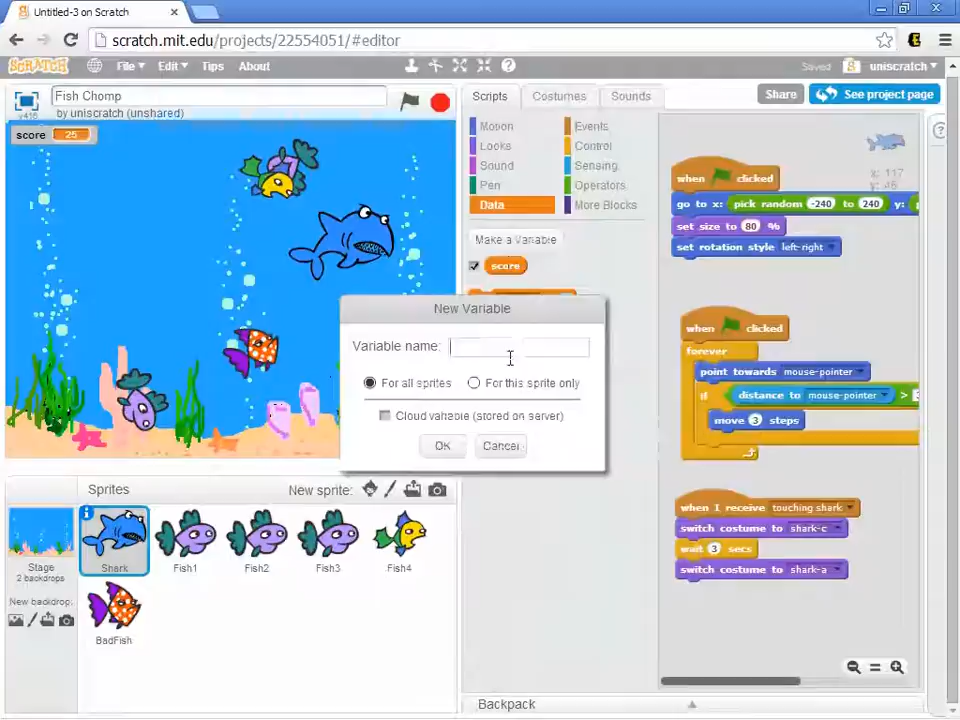 Untitled-3 on Scratch
scratch.mit.edu/projects/22554051/#editor
SCRATCH File Edit Tips About Saved uniscratch
Fish Chomp
by uniscratch (unshared)
Scripts Costumes Sounds Share See project page
score 25
Motion Events
Looks Control
Sound Sensing
Pen Operators
Data More Blocks
Make a Variable
score
New Variable
Variable name:
For all sprites For this sprite only
Cloud variable (stored on server)
OK Cancel
x: 117
y: 46
when clicked
go to x: pick random -240 to 240 y:
set size to 80 %
set rotation style left-right
when clicked
forever
point towards mouse-pointer
if distance to mouse-pointer >
move 3 steps
when I receive touching shark
switch costume to shark-c
wait 3 secs
switch costume to shark-a
Sprites New sprite:
Stage
2 backdrops
New backdrop:
Shark Fish1 Fish2 Fish3 Fish4
BadFish
Backpack